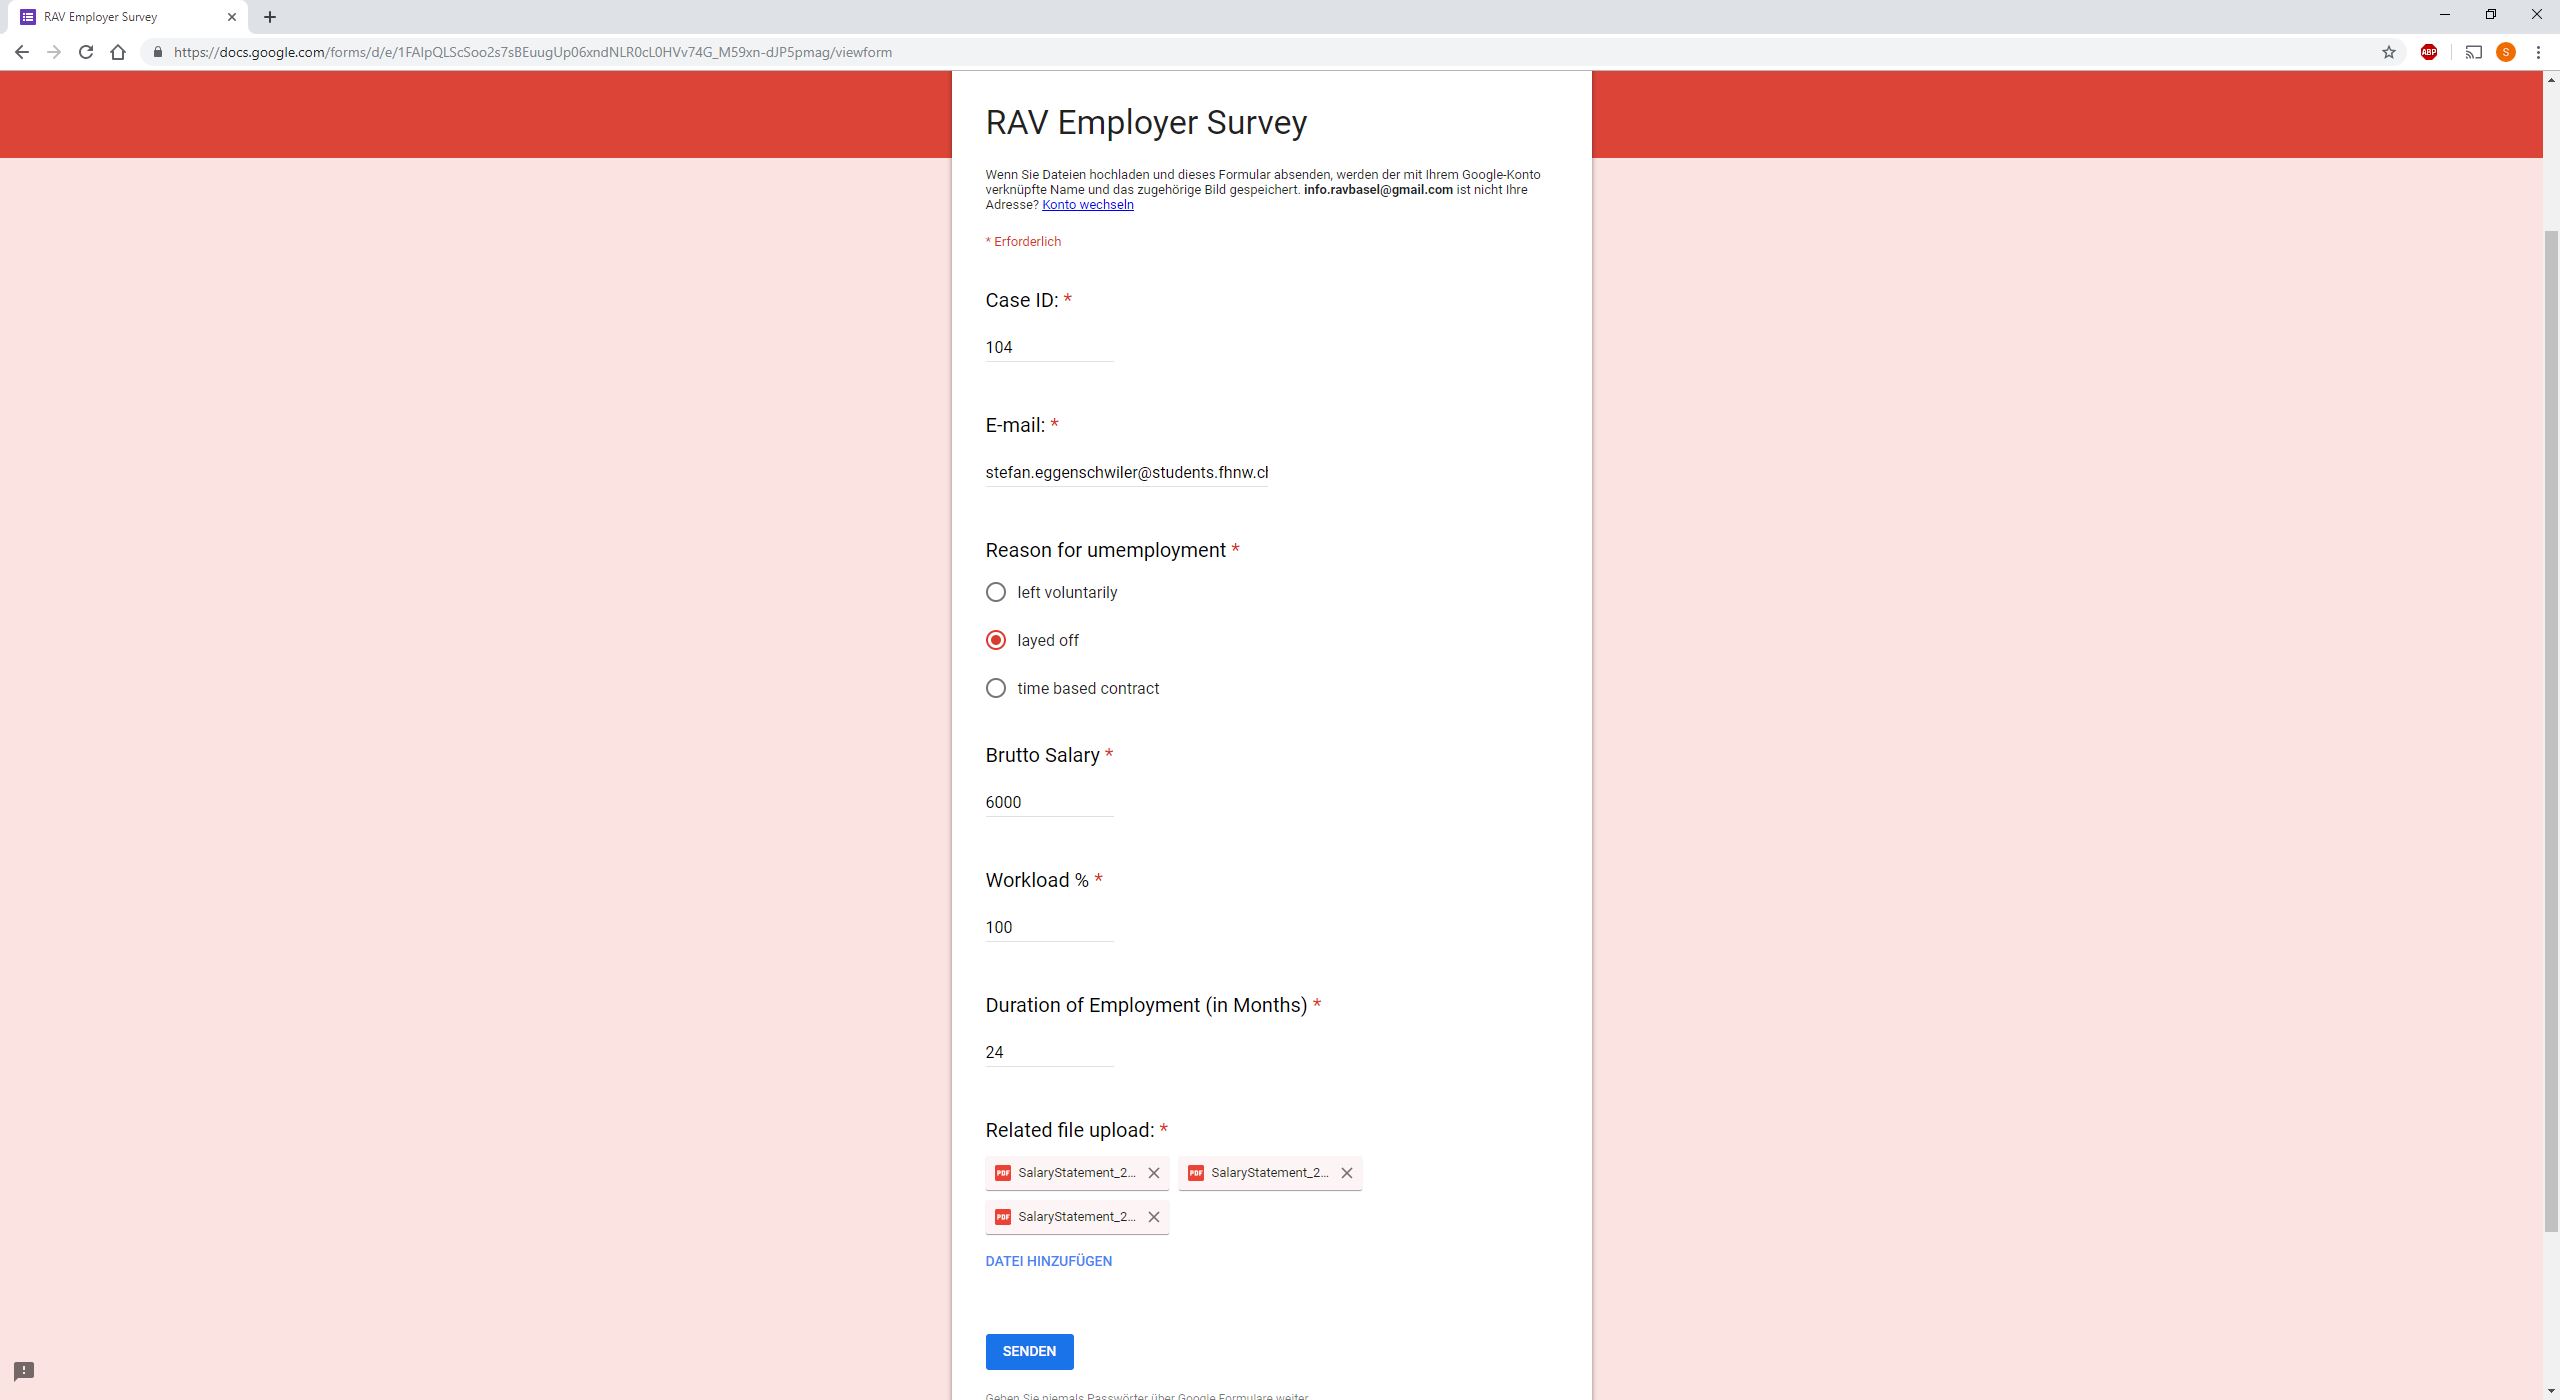 RAV Employer Survey
https://docs.google.com/forms/d/e/1FAIpQLScSoo2s7sBEuugUp06xndNLR0cL0HVv74G_M59xn-dJP5pmag/viewform
ABP
S
RAV Employer Survey
Wenn Sie Dateien hochladen und dieses Formular absenden, werden der mit Ihrem Google-Konto
verknüpfte Name und das zugehörige Bild gespeichert. info.ravbasel@gmail.com ist nicht Ihre
Adresse? Konto wechseln
* Erforderlich
Case ID: *
104
E-mail: *
stefan.eggenschwiler@students.fhnw.cl
Reason for umemployment *
left voluntarily
layed off
time based contract
Brutto Salary *
6000
Workload % *
100
Duration of Employment (in Months) *
24
Related file upload: *
PDF SalaryStatement_2...
PDF SalaryStatement_2...
PDF SalaryStatement_2...
DATEI HINZUFÜGEN
SENDEN
Geben Sie niemals Passwörter über Google Formulare weiter.